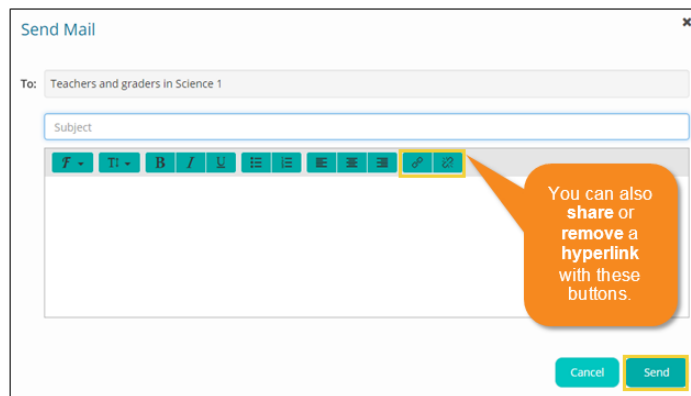 Send Mail
To: Teachers and graders in Science 1
Subject
F T B I U
You can also
share or
remove a
hyperlink
with these
buttons.
Cancel Send